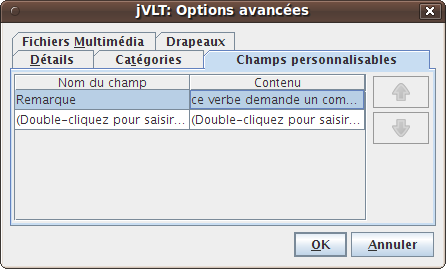 jVLT: Options avancées
Fichiers Multimédia Drapeaux
Détails Catégories Champs personnalisables
Nom du champ Contenu
Remarque ce verbe demande un com...
(Double-cliquez pour saisir... (Double-cliquez pour saisir...
OK Annuler